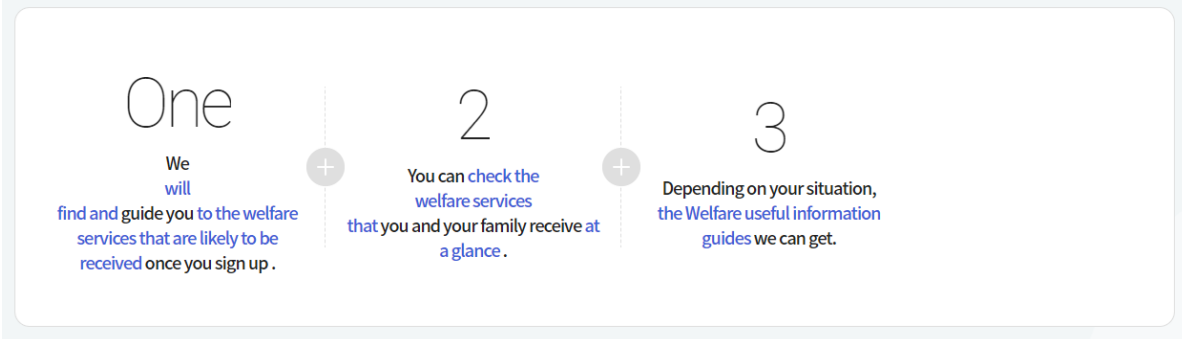 One
We
will
find and guide you to the welfare
services that are likely to be
received once you sign up .
2
You can check the
welfare services
that you and your family receive at
a glance .
3
Depending on your situation,
the Welfare useful information
guides we can get.